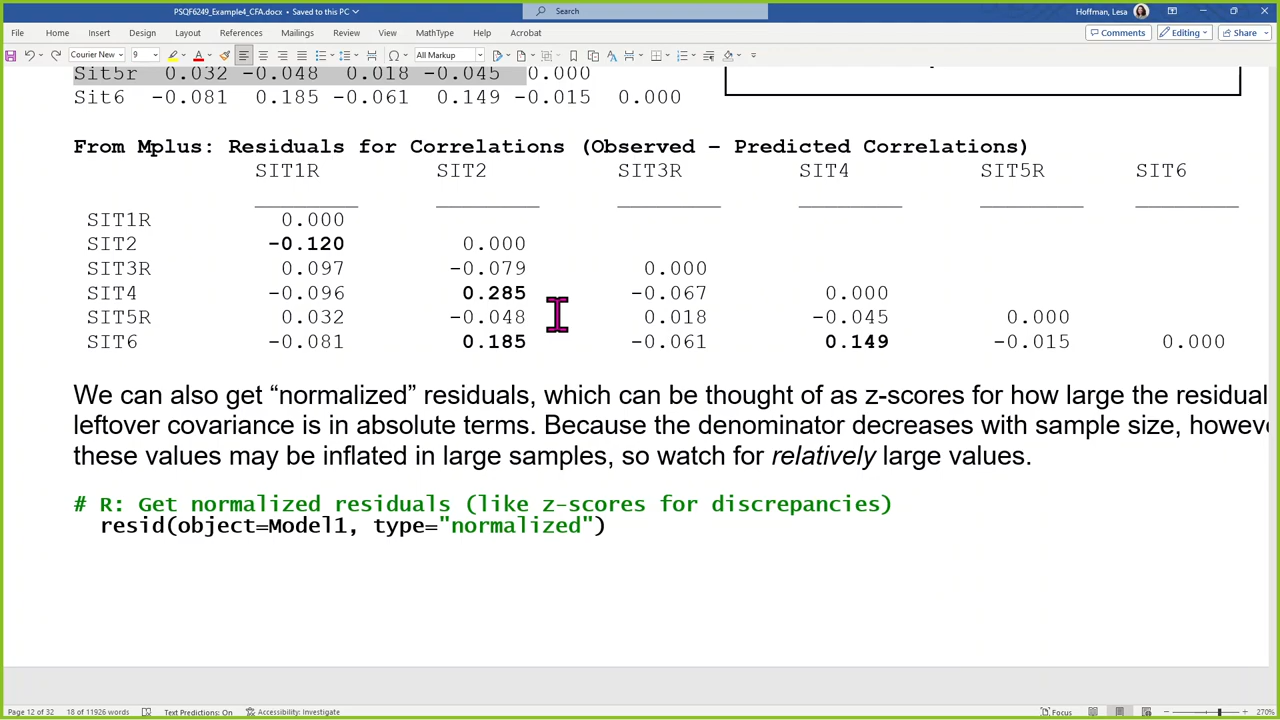 PSQF6249_Example4_CFA.docx • Saved to this PC
Search
Hoffman, Lesa
File Home Insert Draw Design Layout References Mailings Review View MathType Help Acrobat
Comments Editing Share
Courier New 9 All Markup
Sit5r 0.032 -0.048 0.018 -0.045 0.000
Sit6 -0.081 0.185 -0.061 0.149 -0.015 0.000
From Mplus: Residuals for Correlations (Observed – Predicted Correlations)
SIT1R SIT2 SIT3R SIT4 SIT5R SIT6
SIT1R 0.000
SIT2 -0.120 0.000
SIT3R 0.097 -0.079 0.000
SIT4 -0.096 0.285 -0.067 0.000
SIT5R 0.032 -0.048 0.018 -0.045 0.000
SIT6 -0.081 0.185 -0.061 0.149 -0.015 0.000
We can also get “normalized” residuals, which can be thought of as z-scores for how large the residual
leftover covariance is in absolute terms. Because the denominator decreases with sample size, howeve
these values may be inflated in large samples, so watch for relatively large values.
# R: Get normalized residuals (like z-scores for discrepancies)
resid(object=Model1, type="normalized")
Page 12 of 32 18 of 11926 words Text Predictions: On Accessibility: Investigate Focus 270%